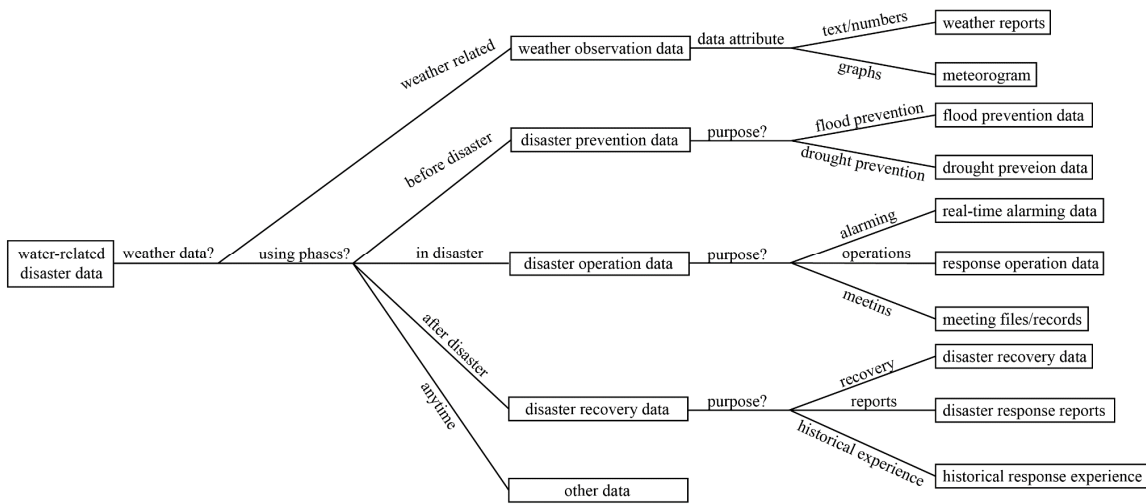 water-related
disaster data
weather data?
weather related
using phases?
before disaster
in disaster
after disaster
anytime
weather observation data
data attribute
text/numbers
graphs
weather reports
meteorogram
disaster prevention data
purpose?
flood prevention
drought prevention
flood prevention data
drought preveion data
disaster operation data
purpose?
alarming
operations
meetins
real-time alarming data
response operation data
meeting files/records
disaster recovery data
purpose?
recovery
reports
historical experience
disaster recovery data
disaster response reports
historical response experience
other data